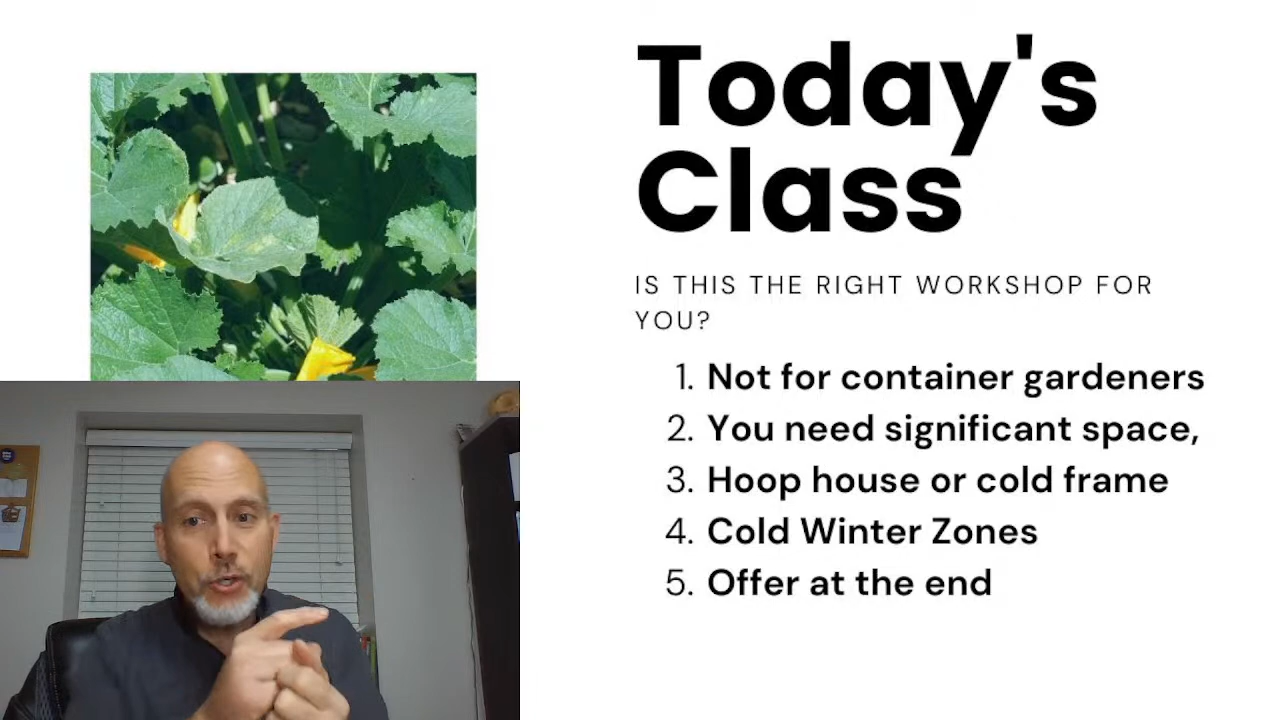 Today's
Class
IS THIS THE RIGHT WORKSHOP FOR
YOU?
1. Not for container gardeners
2. You need significant space,
3. Hoop house or cold frame
4. Cold Winter Zones
5. Offer at the end